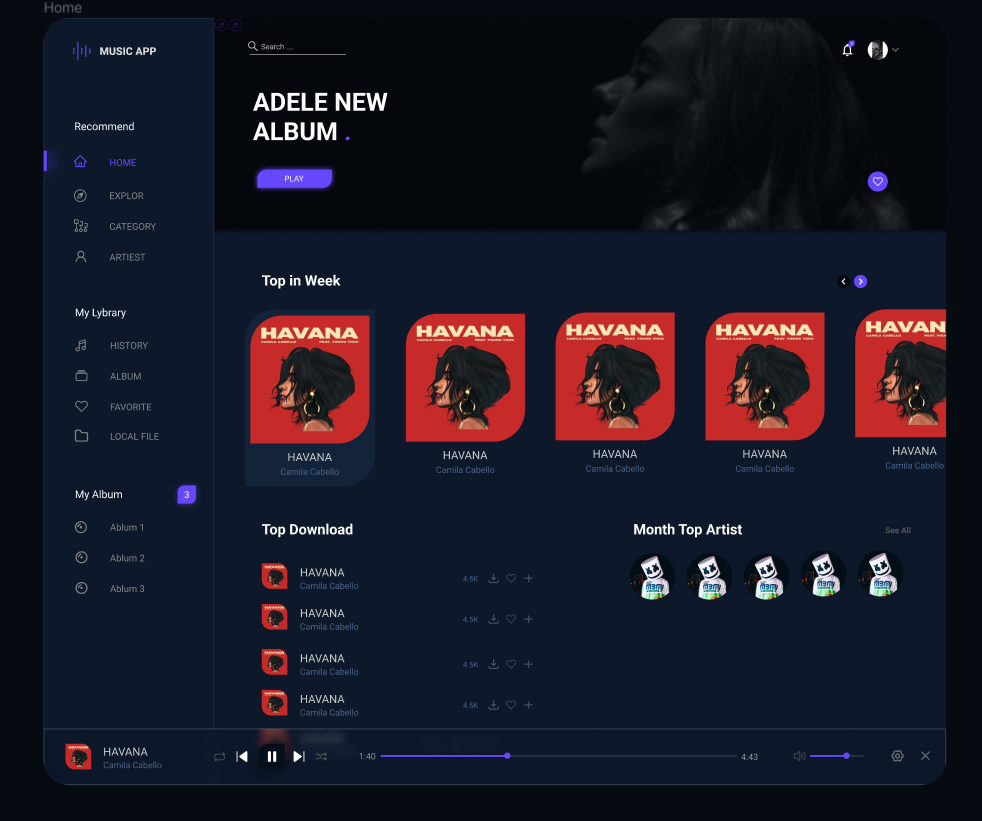 Home
MUSIC APP
Search ...
ADELE NEW
ALBUM .
PLAY
Recommend
HOME
EXPLOR
CATEGORY
ARTIEST
My Lybrary
HISTORY
ALBUM
FAVORITE
LOCAL FILE
My Album
3
Ablum 1
Ablum 2
Ablum 3
Top in Week
HAVANA
CAMILA CABELLO FEAT. YOUNG THUG
HAVANA
Camila Cabello
HAVANA
CAMILA CABELLO FEAT. YOUNG THUG
HAVANA
Camila Cabello
HAVANA
CAMILA CABELLO FEAT. YOUNG THUG
HAVANA
Camila Cabello
HAVANA
CAMILA CABELLO FEAT. YOUNG THUG
HAVANA
Camila Cabello
HAVAN
CAMILA CABELLO
HAVANA
Camila Cabello
Top Download
HAVANA
Camila Cabello
4.5K
HAVANA
Camila Cabello
4.5K
HAVANA
Camila Cabello
4.5K
HAVANA
Camila Cabello
4.5K
Month Top Artist
See All
HAVANA
Camila Cabello
1:40
4:43